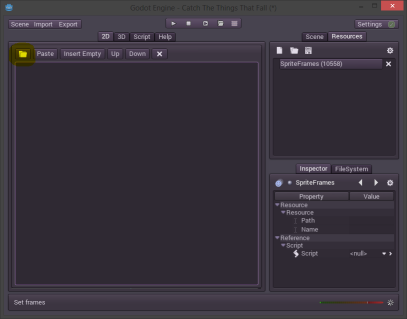 Godot Engine - Catch The Things That Fall (*)
Scene Import Export
Settings
2D 3D Script Help
Scene Resources
Paste Insert Empty Up Down
SpriteFrames (10558)
Inspector FileSystem
SpriteFrames
Property Value
Resource
Resource
Path
Name
Reference
Script
Script <null>
Set frames